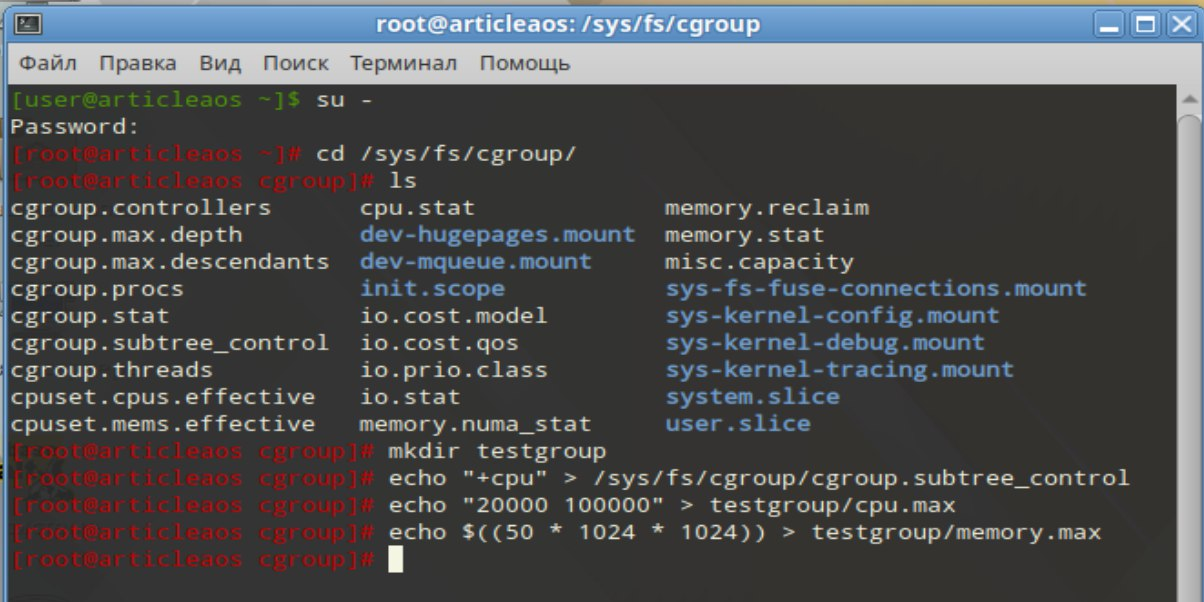 root@articleaos: /sys/fs/cgroup
Файл Правка Вид Поиск Терминал Помощь
[user@articleaos ~]$ su -
Password:
[root@articleaos ~]# cd /sys/fs/cgroup/
[root@articleaos cgroup]# ls
cgroup.controllers cpu.stat memory.reclaim
cgroup.max.depth dev-hugepages.mount memory.stat
cgroup.max.descendants dev-mqueue.mount misc.capacity
cgroup.procs init.scope sys-fs-fuse-connections.mount
cgroup.stat io.cost.model sys-kernel-config.mount
cgroup.subtree_control io.cost.qos sys-kernel-debug.mount
cgroup.threads io.prio.class sys-kernel-tracing.mount
cpuset.cpus.effective io.stat system.slice
cpuset.mems.effective memory.numa_stat user.slice
[root@articleaos cgroup]# mkdir testgroup
[root@articleaos cgroup]# echo "+cpu" > /sys/fs/cgroup/cgroup.subtree_control
[root@articleaos cgroup]# echo "20000 100000" > testgroup/cpu.max
[root@articleaos cgroup]# echo $((50 * 1024 * 1024)) > testgroup/memory.max
[root@articleaos cgroup]#